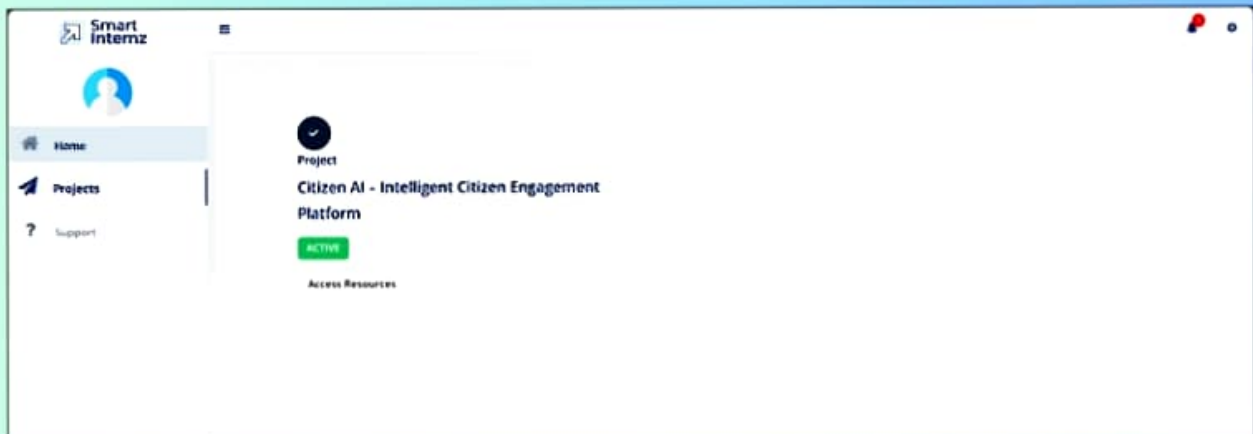 Smart
Internz
Home
Projects
? Support
Project
Citizen AI - Intelligent Citizen Engagement
Platform
ACTIVE
Access Resources